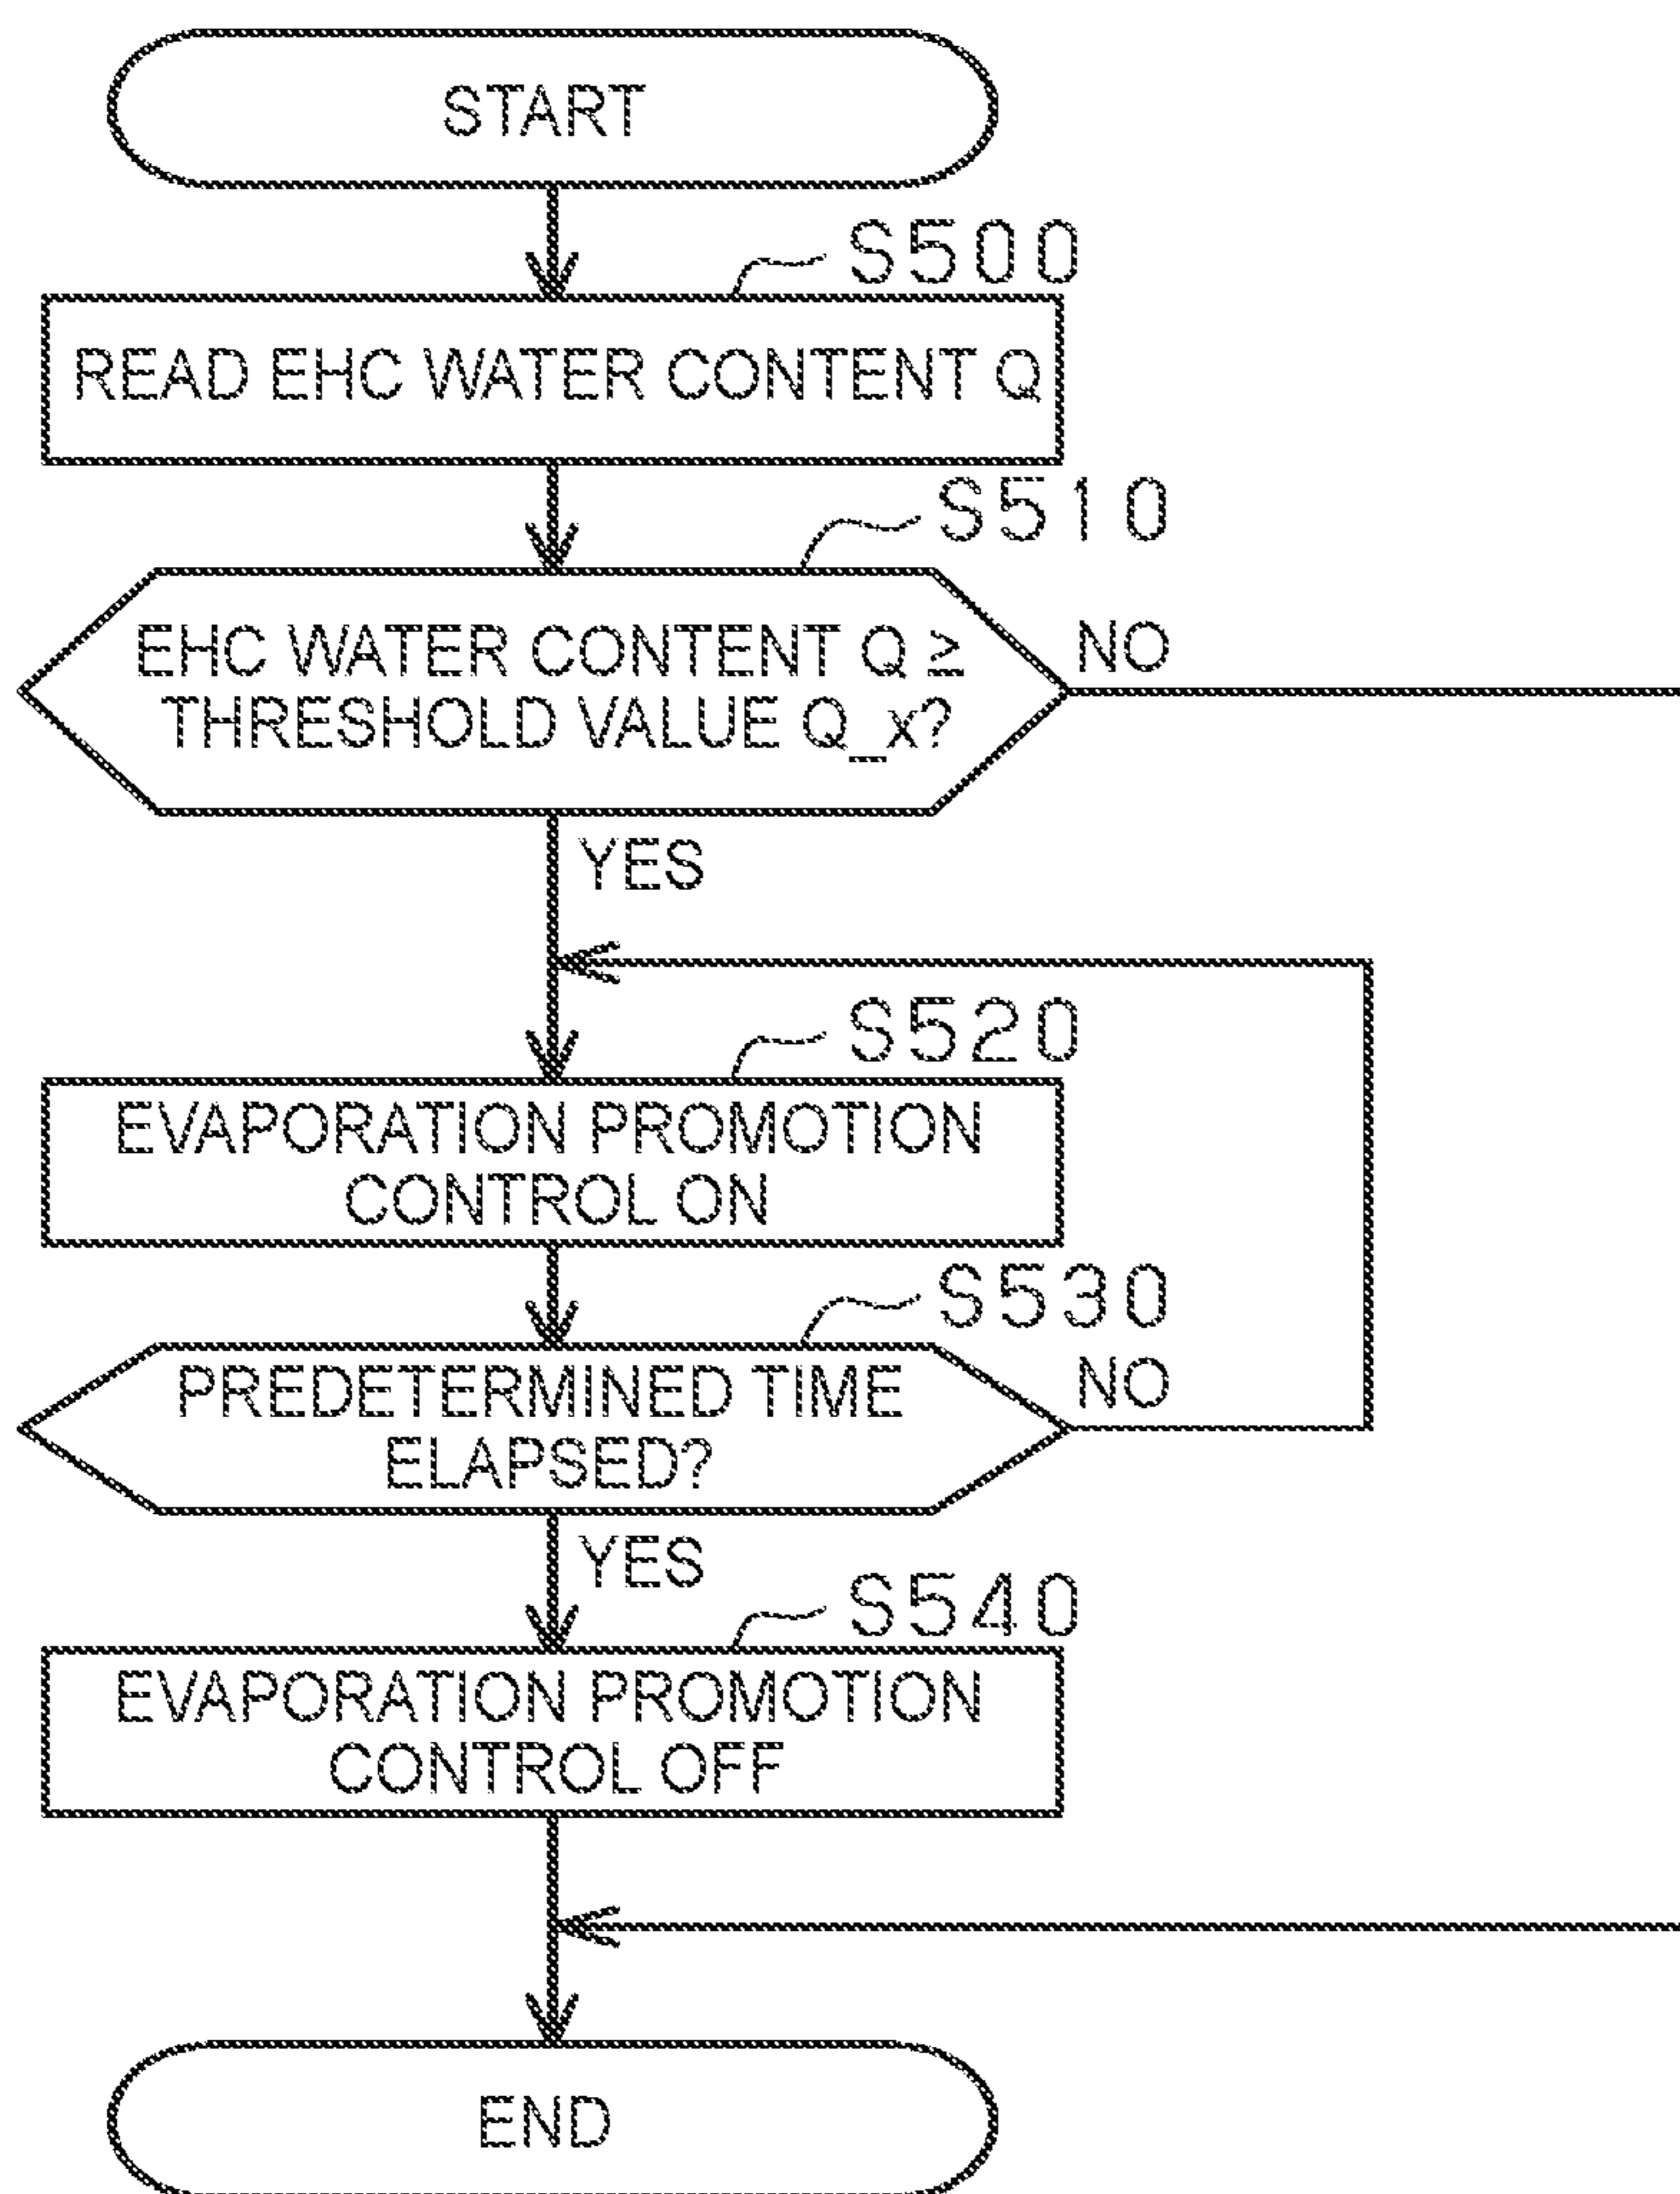 START
S500
READ EHC WATER CONTENT Q
S510
EHC WATER CONTENT Q ≥
THRESHOLD VALUE Q_x?
NO
YES
S520
EVAPORATION PROMOTION
CONTROL ON
S530
PREDETERMINED TIME
ELAPSED?
NO
YES
S540
EVAPORATION PROMOTION
CONTROL OFF
END